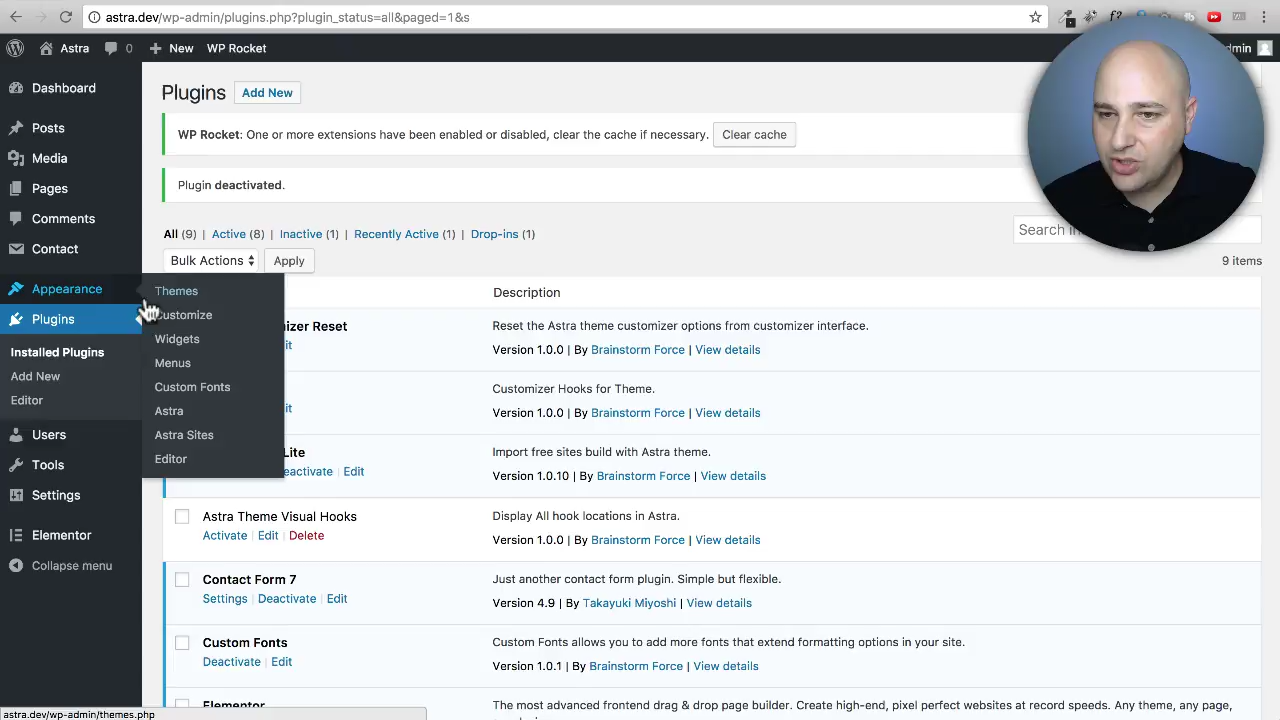 astra.dev/wp-admin/plugins.php?plugin_status=all&paged=1&s
Astra
0
New
WP Rocket
dmin
Dashboard
Posts
Media
Pages
Comments
Contact
Appearance
Plugins
Installed Plugins
Add New
Editor
Users
Tools
Settings
Elementor
Collapse menu
Themes
Customize
Widgets
Menus
Custom Fonts
Astra
Astra Sites
Editor
Plugins Add New
WP Rocket: One or more extensions have been enabled or disabled, clear the cache if necessary. Clear cache
Plugin deactivated.
All (9) | Active (8) | Inactive (1) | Recently Active (1) | Drop-ins (1)
Search In
Bulk Actions Apply
9 items
Description
izer Reset
it
Reset the Astra theme customizer options from customizer interface.
Version 1.0.0 | By Brainstorm Force | View details
it
Customizer Hooks for Theme.
Version 1.0.0 | By Brainstorm Force | View details
Lite
eactivate | Edit
Import free sites build with Astra theme.
Version 1.0.10 | By Brainstorm Force | View details
Astra Theme Visual Hooks
Activate | Edit | Delete
Display All hook locations in Astra.
Version 1.0.0 | By Brainstorm Force | View details
Contact Form 7
Settings | Deactivate | Edit
Just another contact form plugin. Simple but flexible.
Version 4.9 | By Takayuki Miyoshi | View details
Custom Fonts
Deactivate | Edit
Custom Fonts allows you to add more fonts that extend formatting options in your site.
Version 1.0.1 | By Brainstorm Force | View details
Elementor
The most advanced frontend drag & drop page builder. Create high-end, pixel perfect websites at record speeds. Any theme, any page,
astra.dev/wp-admin/themes.php